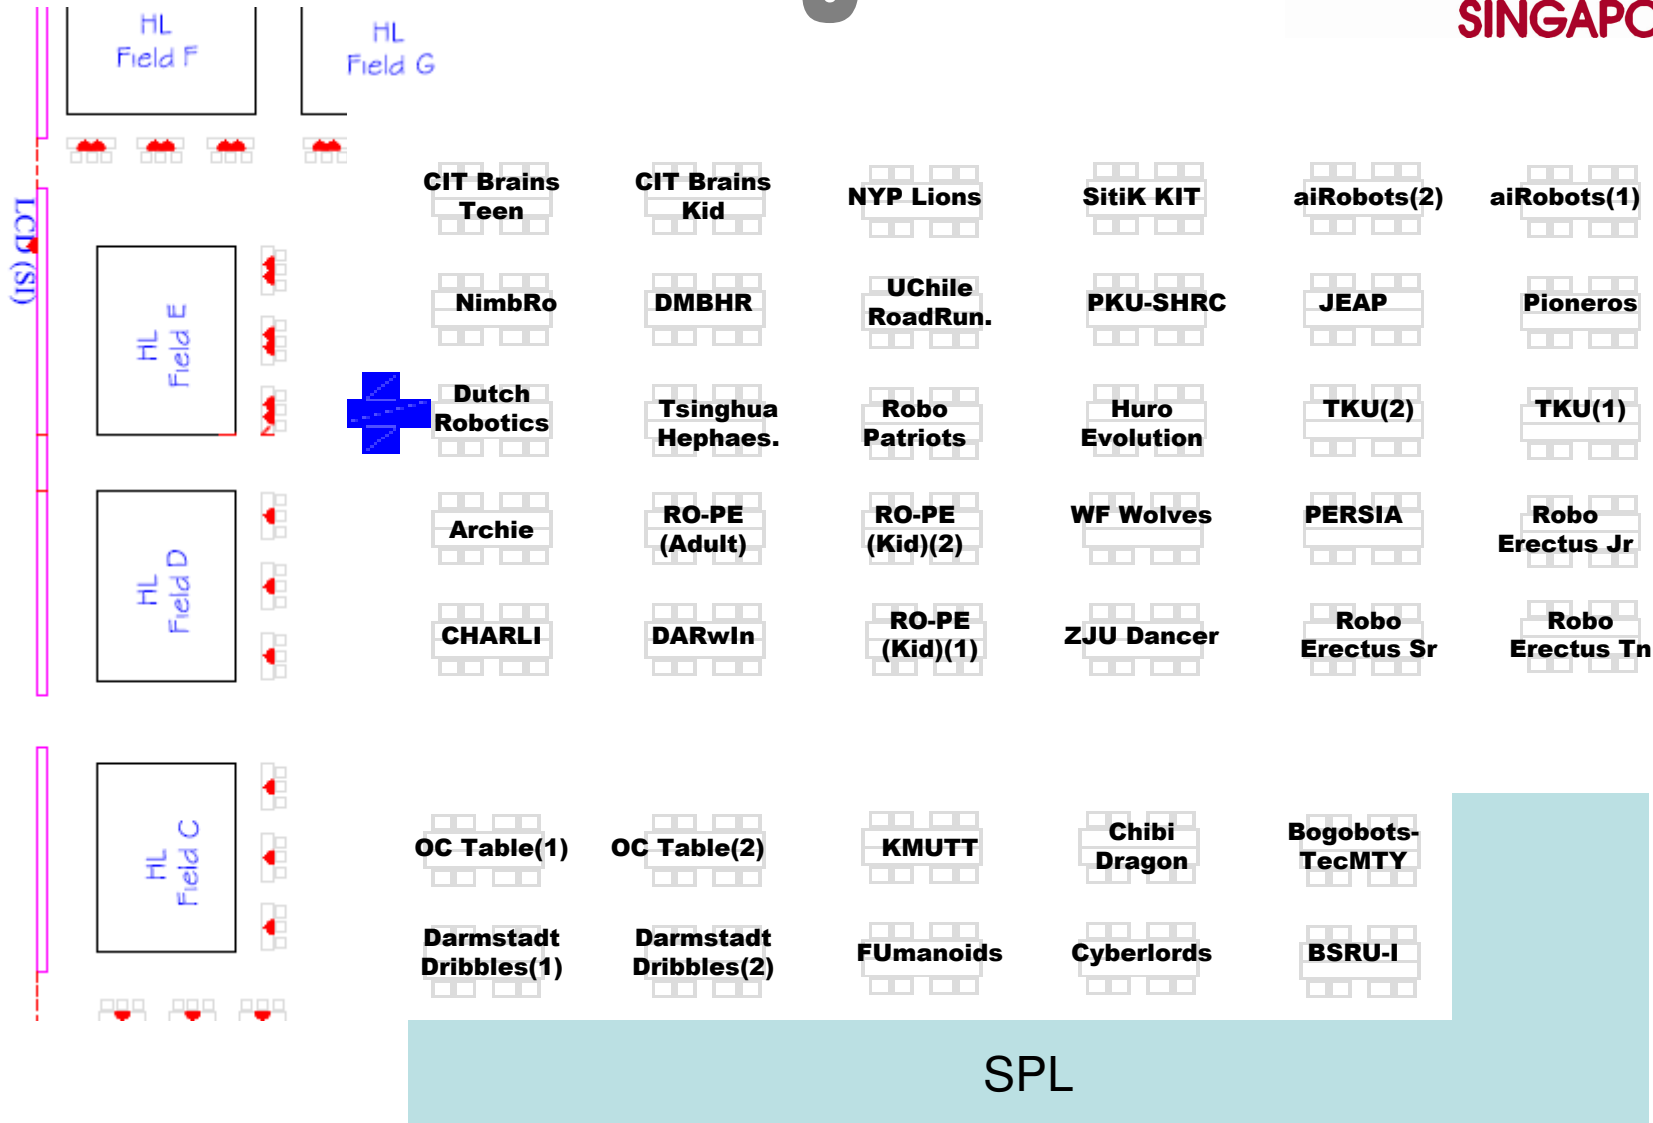 SINGAPO
HL
Field F
HL
Field G
LCD (SI)
CIT Brains
Teen
CIT Brains
Kid
NYP Lions
SitiK KIT
aiRobots(2)
aiRobots(1)
HL
Field E
NimbRo
DMBHR
UChile
RoadRun.
PKU-SHRC
JEAP
Pioneros
Dutch
Robotics
Tsinghua
Hephaes.
Robo
Patriots
Huro
Evolution
TKU(2)
TKU(1)
HL
Field D
Archie
RO-PE
(Adult)
RO-PE
(Kid)(2)
WF Wolves
PERSIA
Robo
Erectus Jr
CHARLI
DARwIn
RO-PE
(Kid)(1)
ZJU Dancer
Robo
Erectus Sr
Robo
Erectus Tn
HL
Field C
OC Table(1)
OC Table(2)
KMUTT
Chibi
Dragon
Bogobots-
TecMTY
Darmstadt
Dribbles(1)
Darmstadt
Dribbles(2)
FUmanoids
Cyberlords
BSRU-I
SPL